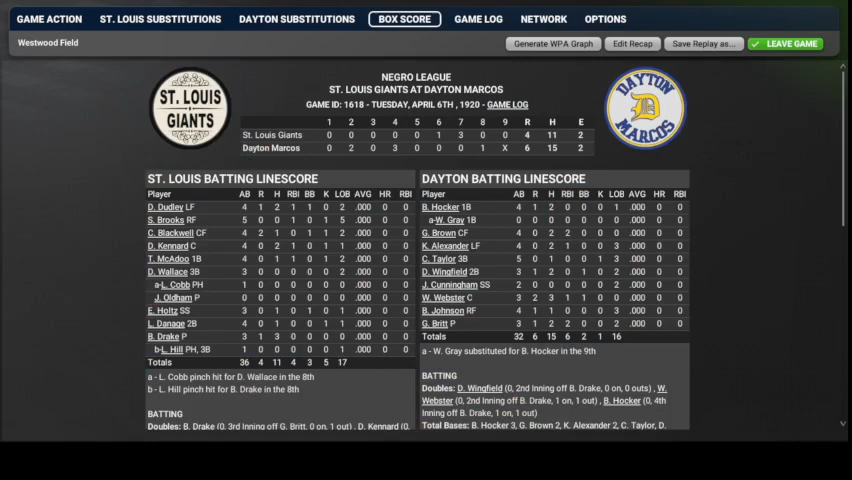 GAME ACTION ST. LOUIS SUBSTITUTIONS DAYTON SUBSTITUTIONS BOX SCORE GAME LOG NETWORK OPTIONS
Westwood Field Generate WPA Graph Edit Recap Save Replay as... LEAVE GAME
ST. LOUIS GIANTS
NEGRO LEAGUE
ST. LOUIS GIANTS AT DAYTON MARCOS
GAME ID: 1618 - TUESDAY, APRIL 6TH , 1920 - GAME LOG
DAYTON D MARCOS
1 2 3 4 5 6 7 8 9 R H E
St. Louis Giants 0 0 0 0 0 1 3 0 0 4 11 2
Dayton Marcos 0 2 0 3 0 0 0 1 X 6 15 2
ST. LOUIS BATTING LINESCORE
Player AB R H RBI BB K LOB AVG HR RBI
D. Dudley LF 4 1 2 1 1 0 2 .000 0 0
S. Brooks RF 5 0 0 1 0 1 5 .000 0 0
C. Blackwell CF 4 2 1 0 1 1 2 .000 0 0
D. Kennard C 4 0 2 1 0 1 1 .000 0 0
T. McAdoo 1B 4 0 1 1 0 1 2 .000 0 0
D. Wallace 3B 3 0 0 0 0 0 2 .000 0 0
a-L. Cobb PH 1 0 0 0 0 0 0 .000 0 0
J. Oldham P 0 0 0 0 0 0 0 .000 0 0
E. Holtz SS 3 0 1 0 1 0 1 .000 0 0
L. Danage 2B 4 0 1 0 0 1 1 .000 0 0
B. Drake P 3 1 3 0 0 0 0 .000 0 0
b-L. Hill PH, 3B 1 0 0 0 0 0 1 .000 0 0
Totals 36 4 11 4 3 5 17
a - L. Cobb pinch hit for D. Wallace in the 8th
b - L. Hill pinch hit for B. Drake in the 8th
BATTING
Doubles: B. Drake (0, 3rd Inning off G. Britt, 0 on, 1 out) , D. Kennard (0,
DAYTON BATTING LINESCORE
Player AB R H RBI BB K LOB AVG HR RBI
B. Hocker 1B 4 1 2 0 0 0 1 .000 0 0
a-W. Gray 1B 0 0 0 0 0 0 0 .000 0 0
G. Brown CF 4 0 2 2 0 0 0 .000 0 0
K. Alexander LF 4 0 2 1 0 0 3 .000 0 0
C. Taylor 3B 5 0 1 0 0 1 3 .000 0 0
D. Wingfield 2B 3 1 2 0 1 0 2 .000 0 0
J. Cunningham SS 2 0 0 0 0 0 2 .000 0 0
W. Webster C 3 2 3 1 1 0 0 .000 0 0
B. Johnson RF 4 1 1 0 0 0 3 .000 0 0
G. Britt P 3 1 2 2 0 0 2 .000 0 0
Totals 32 6 15 6 2 1 16
a - W. Gray substituted for B. Hocker in the 9th
BATTING
Doubles: D. Wingfield (0, 2nd Inning off B. Drake, 0 on, 0 outs) , W.
Webster (0, 2nd Inning off B. Drake, 1 on, 1 out) , B. Hocker (0, 4th
Inning off B. Drake, 1 on, 1 out)
Total Bases: B. Hocker 3, G. Brown 2, K. Alexander 2, C. Taylor, D.